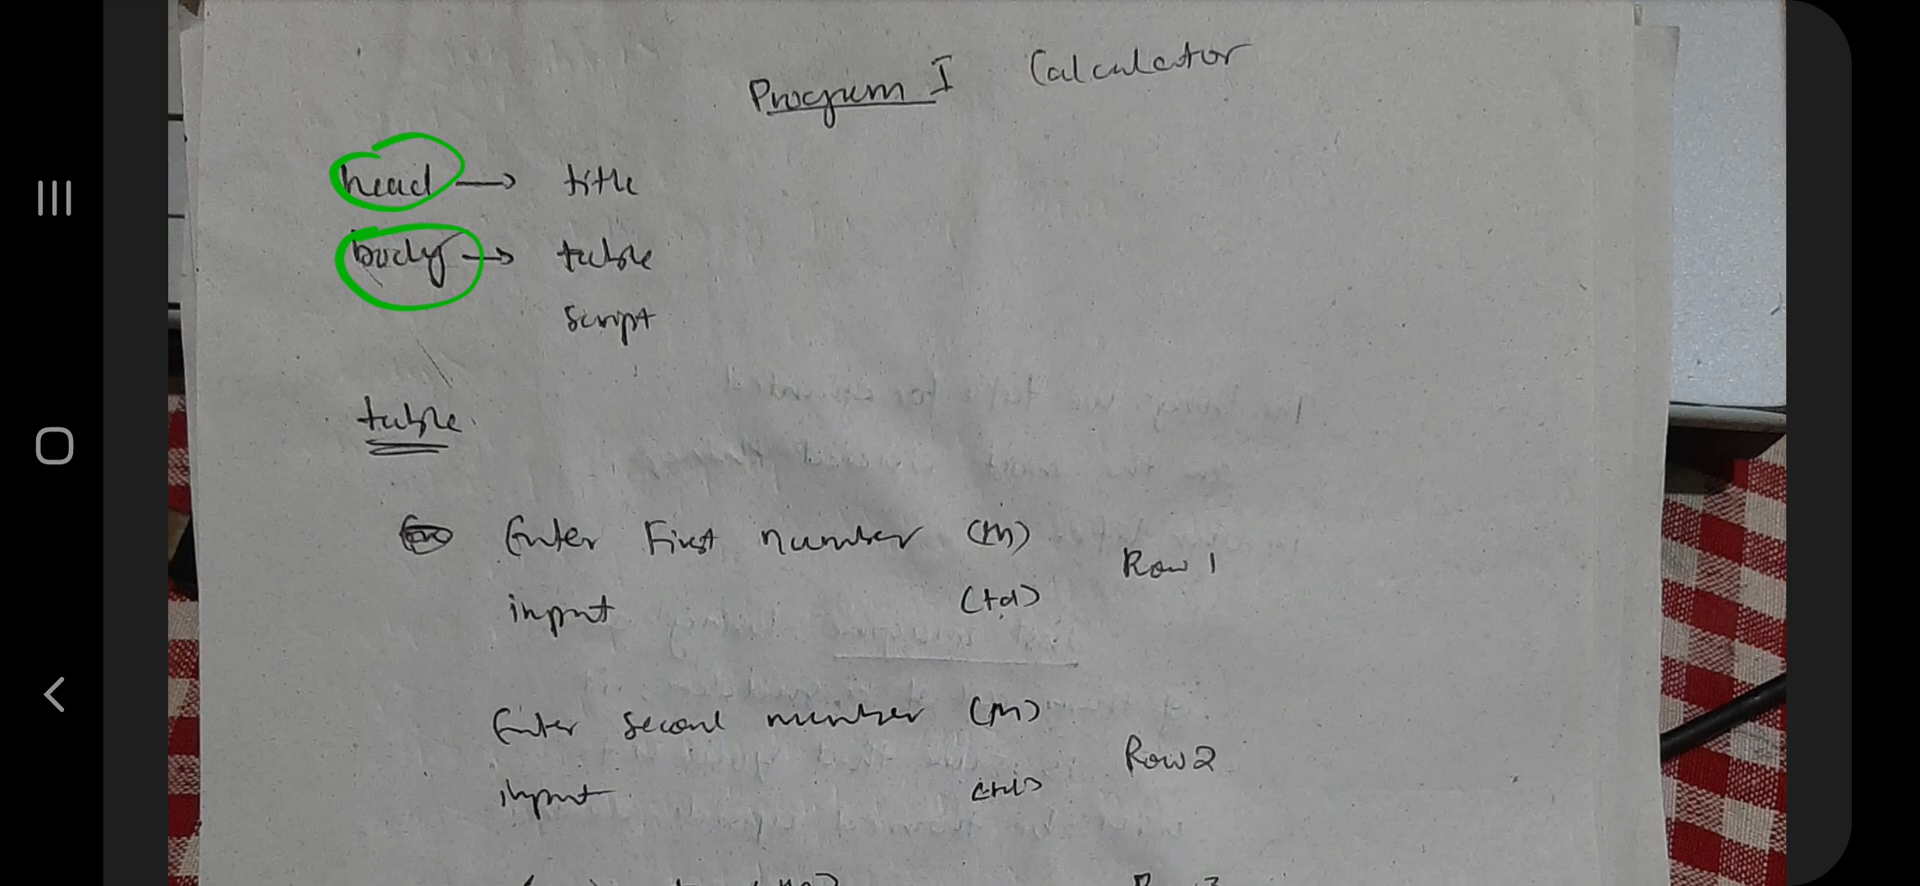 Program I Calculator
head → title
body → table
script
table
Enter First number (th)
input (td)
Row 1
Enter second number (th)
input (td)
Row 2